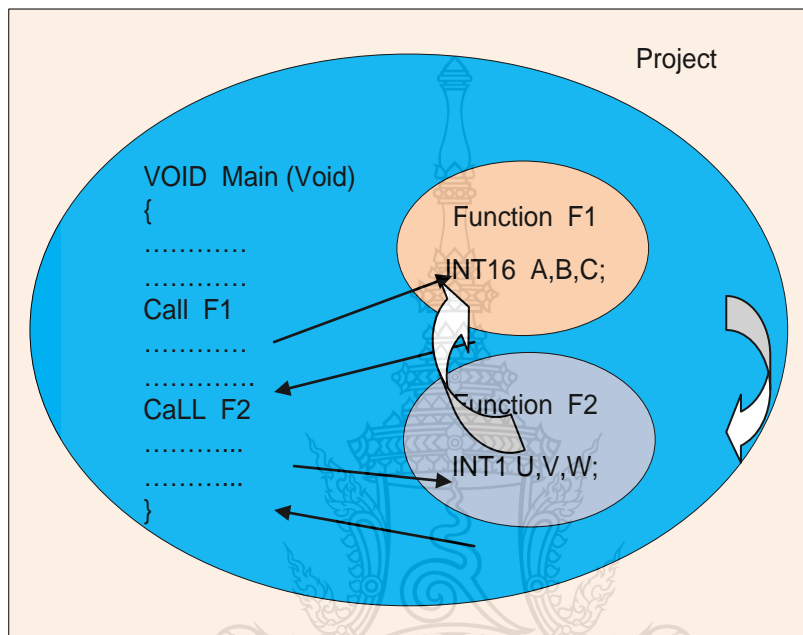 Project
VOID Main (Void)
{
…………
…………
Call F1
…………
………….
CaLL F2
………...
………...
}
Function F1
INT16 A,B,C;
Function F2
INT1 U,V,W;